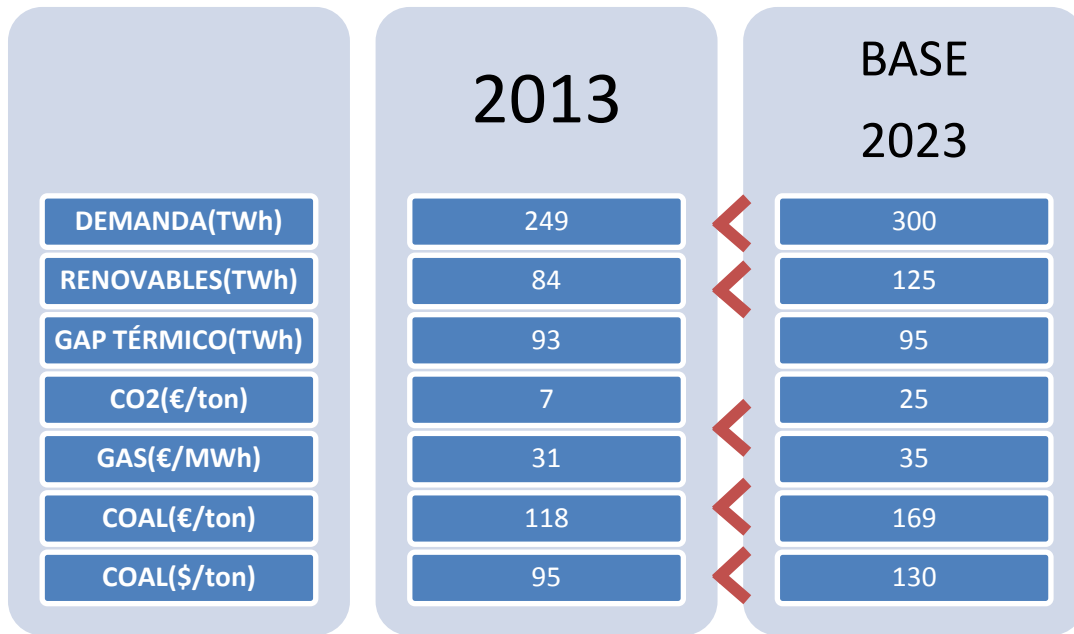 2013
BASE
2023
DEMANDA(TWh) 249 300
RENOVABLES(TWh) 84 125
GAP TÉRMICO(TWh) 93 95
CO2(€/ton) 7 25
GAS(€/MWh) 31 35
COAL(€/ton) 118 169
COAL($/ton) 95 130